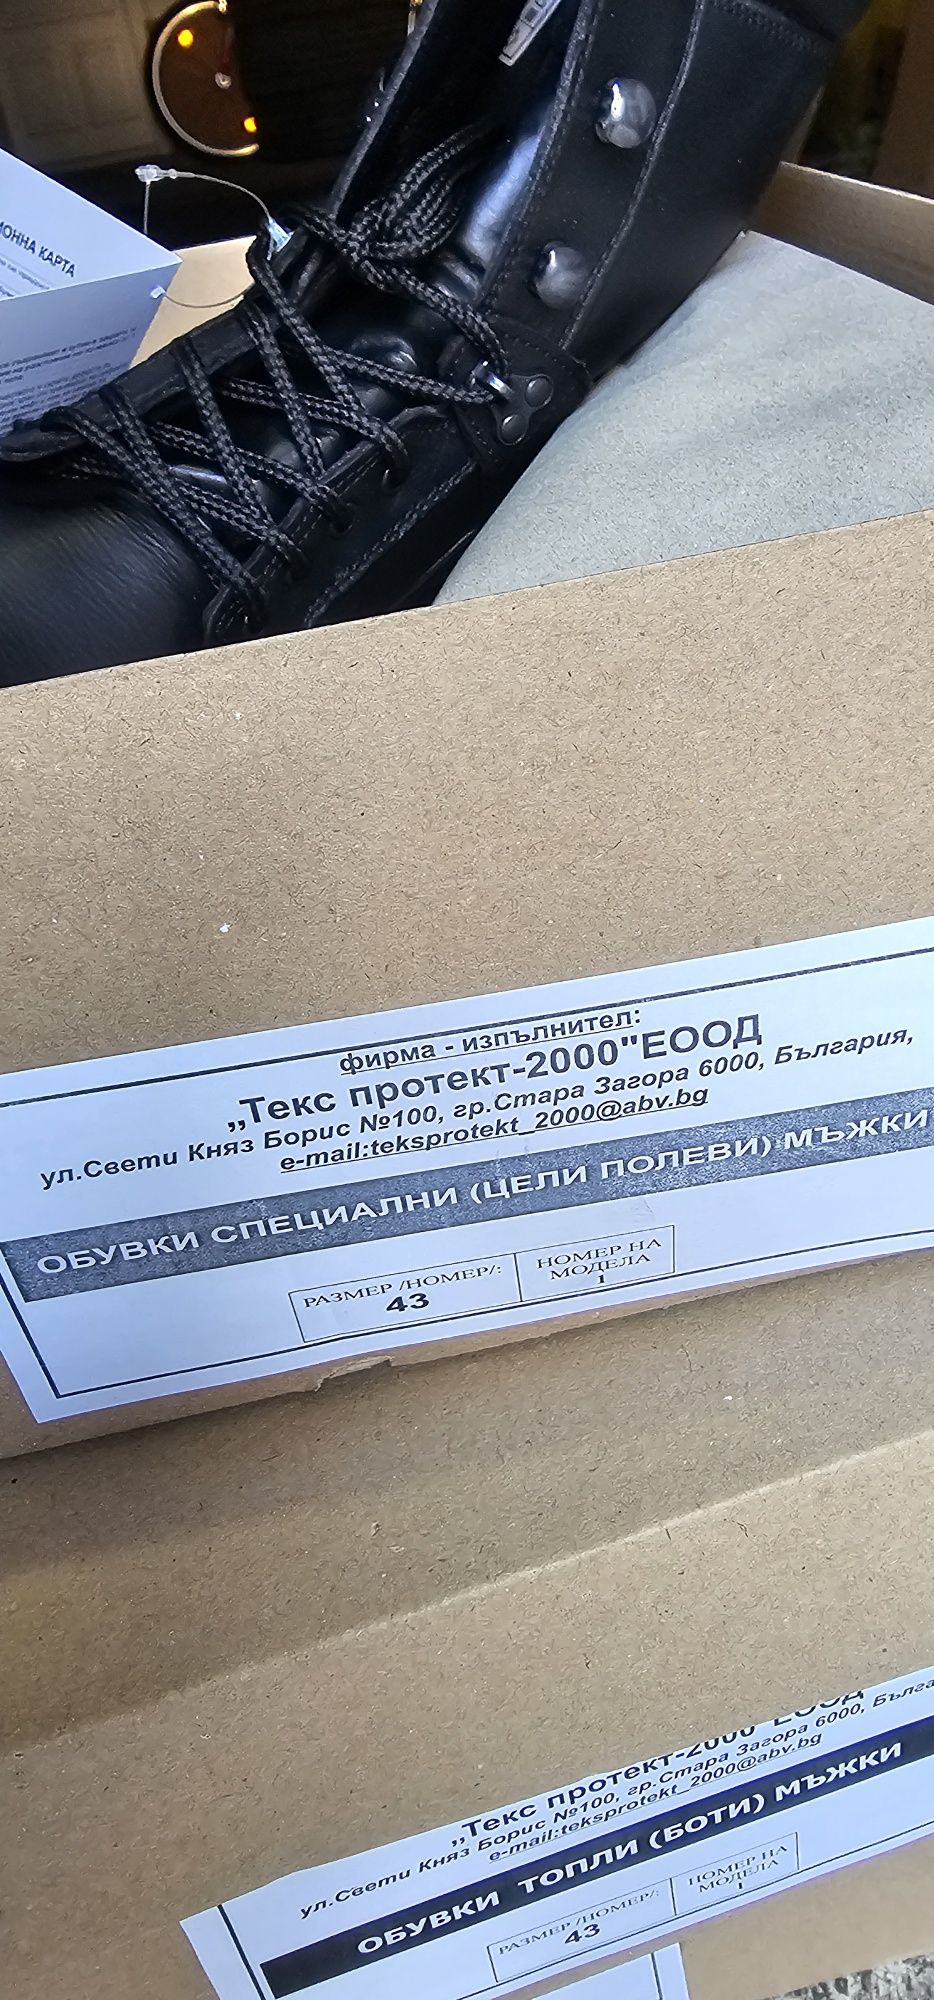 КАРТА
фирма - изпълнител:
„Текс протект-2000"ЕООД
ул.Свети Княз Борис №100, гр.Стара Загора 6000, България,
e-mail:teksprotekt_2000@abv.bg
ОБУВКИ СПЕЦИАЛНИ (ЦЕЛИ ПОЛЕВИ) МЪЖКИ
РАЗМЕР /НОМЕР/:
43
НОМЕР НА
МОДЕЛА
1
„Текс протект-2000"ЕООД
ул.Свети Княз Борис №100, гр.Стара Загора 6000, Бълга
e-mail:teksprotekt_2000@abv.bg
ОБУВКИ ТОПЛИ (БОТИ) МЪЖКИ
РАЗМЕР /НОМЕР/:
43
НОМЕР НА
МОДЕЛА
1